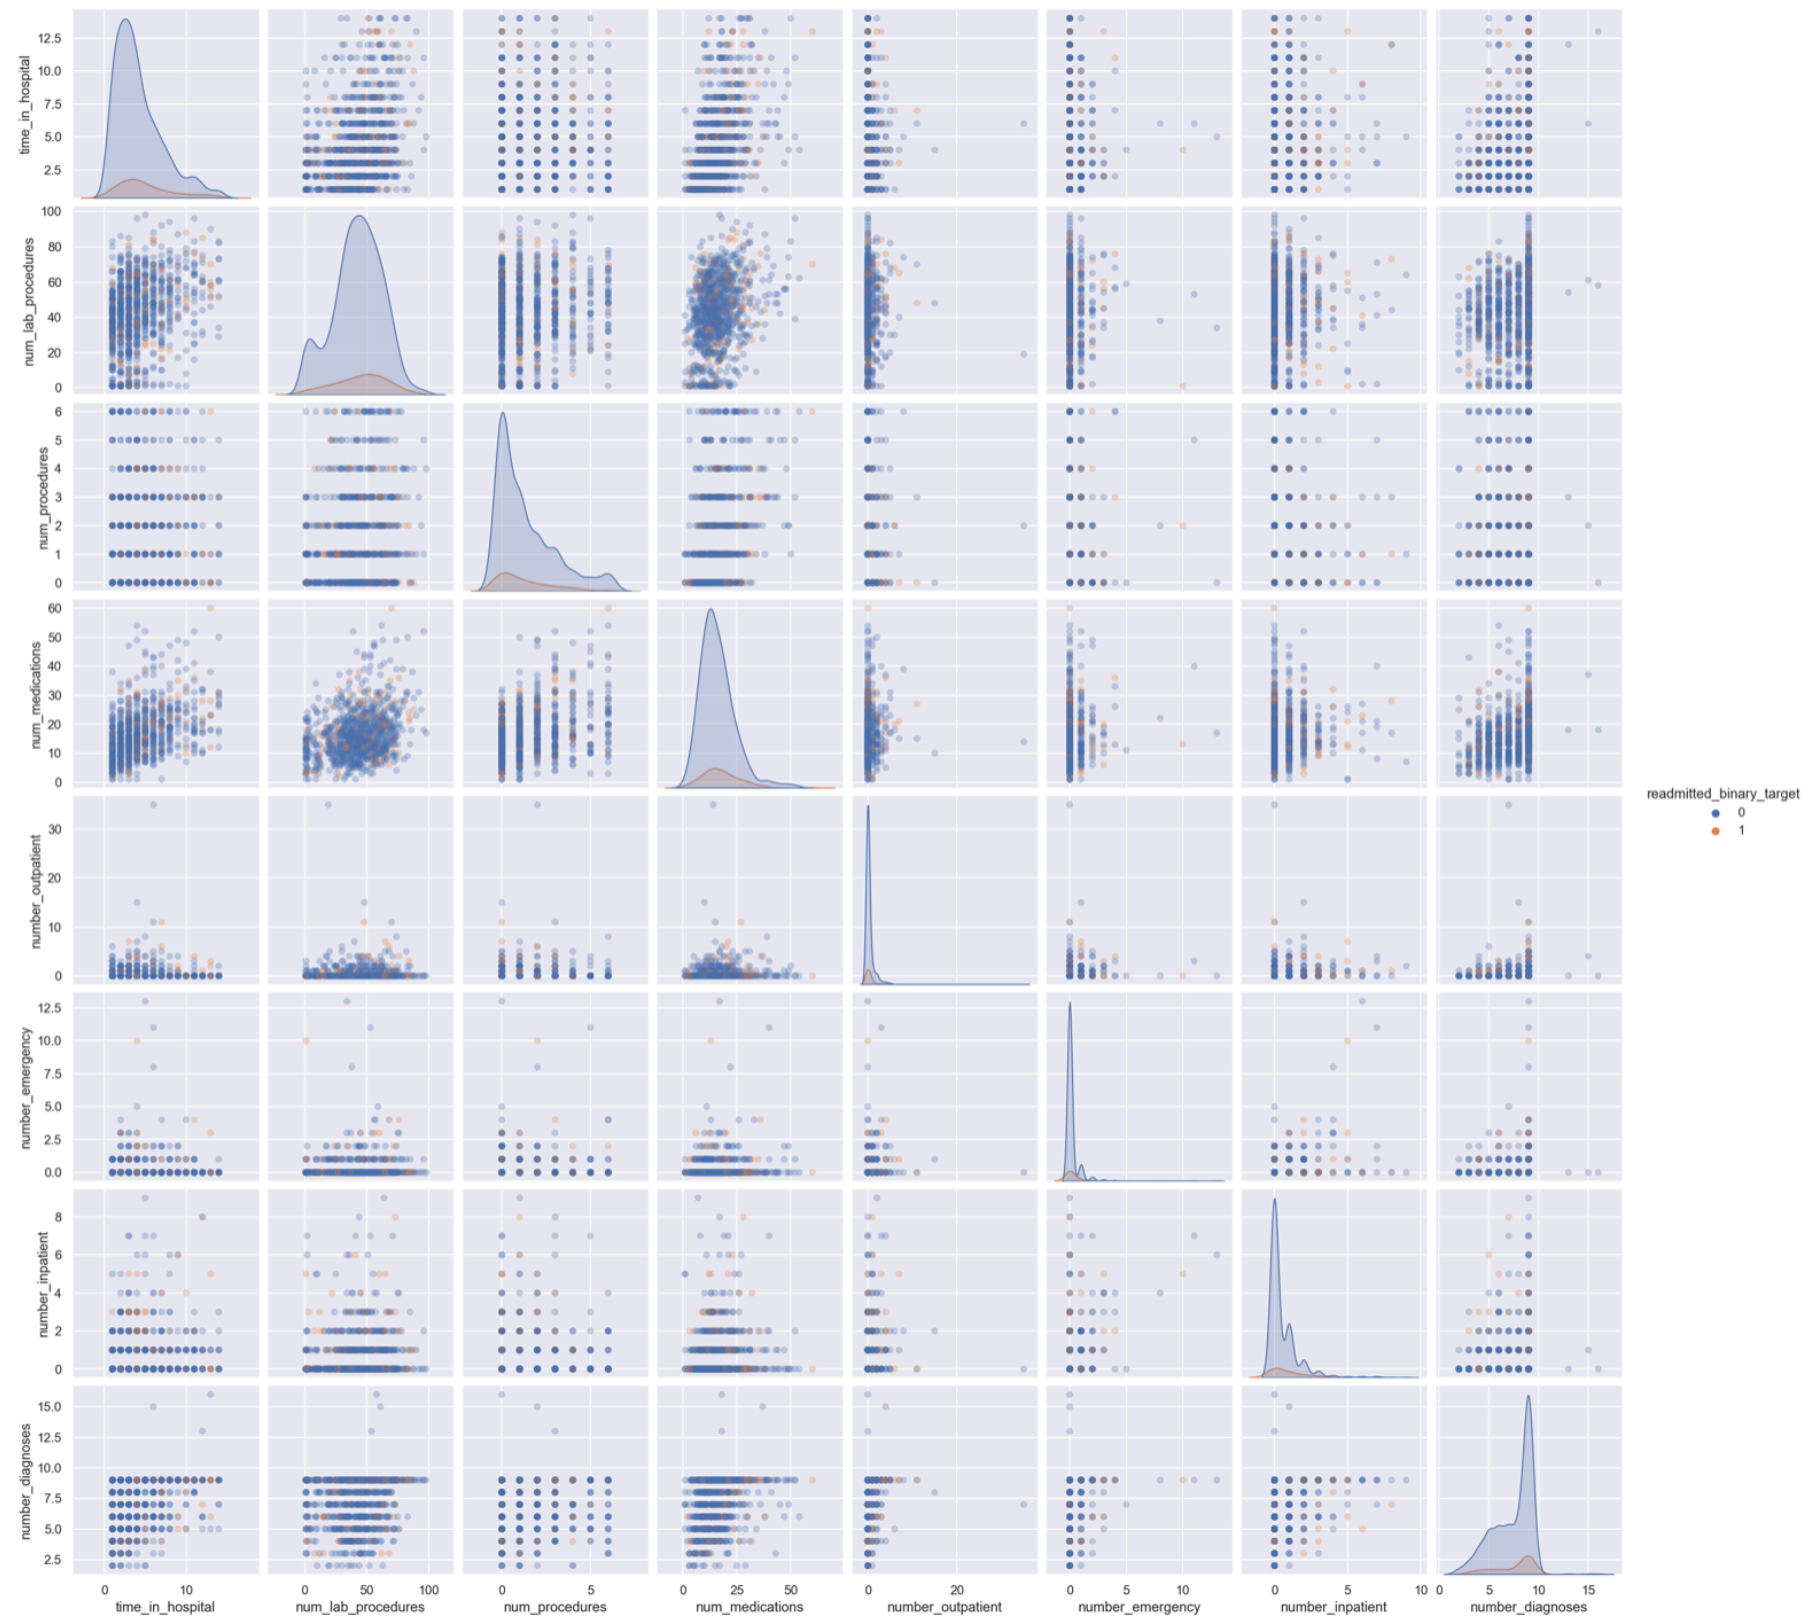 time_in_hospital
12.5
10.0
7.5
5.0
2.5
num_lab_procedures
100
80
60
40
20
0
num_procedures
6
5
4
3
2
1
0
num_medications
60
50
40
30
20
10
0
readmitted_binary_target
0
1
number_outpatient
30
20
10
0
number_emergency
12.5
10.0
7.5
5.0
2.5
0.0
number_inpatient
8
6
4
2
0
number_diagnoses
15.0
12.5
10.0
7.5
5.0
2.5
0 10
0 50 100
0 5
0 25 50
0 20
0 5 10
0 5 10
0 5 10 15
time_in_hospital
num_lab_procedures
num_procedures
num_medications
number_outpatient
number_emergency
number_inpatient
number_diagnoses